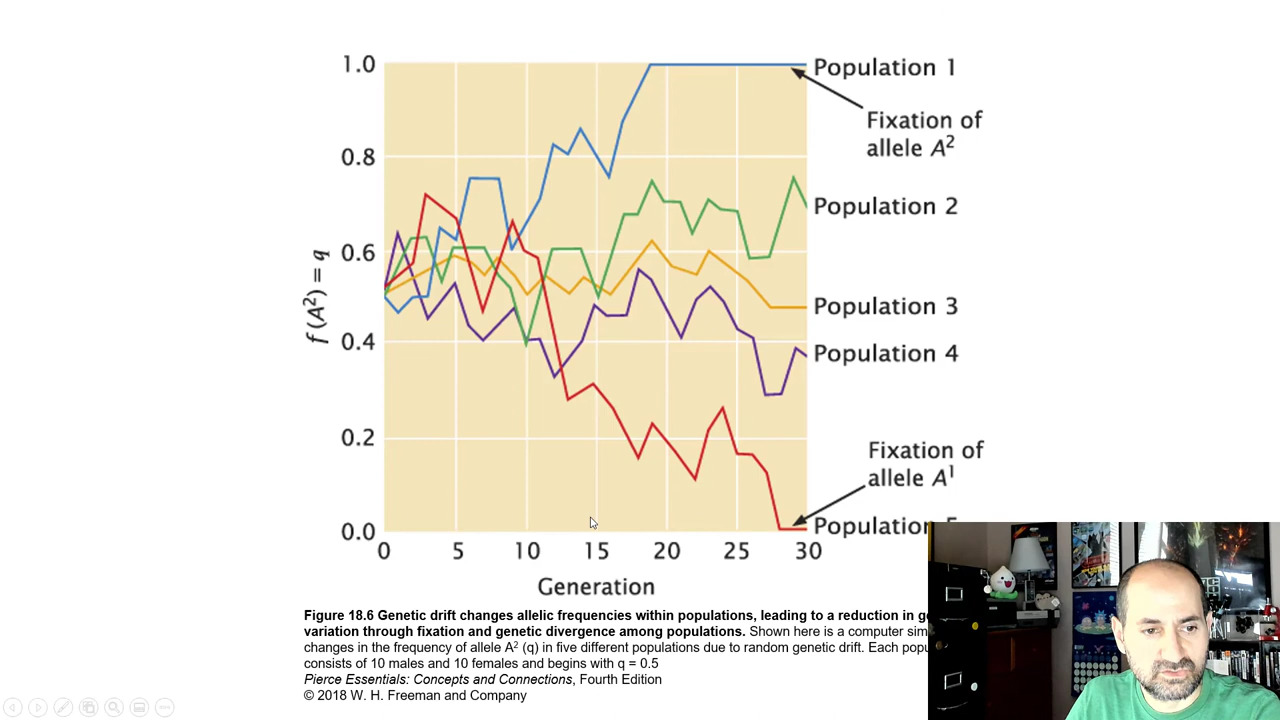 1.0
0.8
0.6
0.4
0.2
0.0
f(A²) = q
0
5
10
15
20
25
30
Generation
Population 1
Fixation of
allele A²
Population 2
Population 3
Population 4
Fixation of
allele A¹
Population 5
Figure 18.6 Genetic drift changes allelic frequencies within populations, leading to a reduction in
variation through fixation and genetic divergence among populations. Shown here is a computer
changes in the frequency of allele A² (q) in five different populations due to random genetic drift. Each
consists of 10 males and 10 females and begins with q = 0.5
Pierce Essentials: Concepts and Connections, Fourth Edition
© 2018 W. H. Freeman and Company